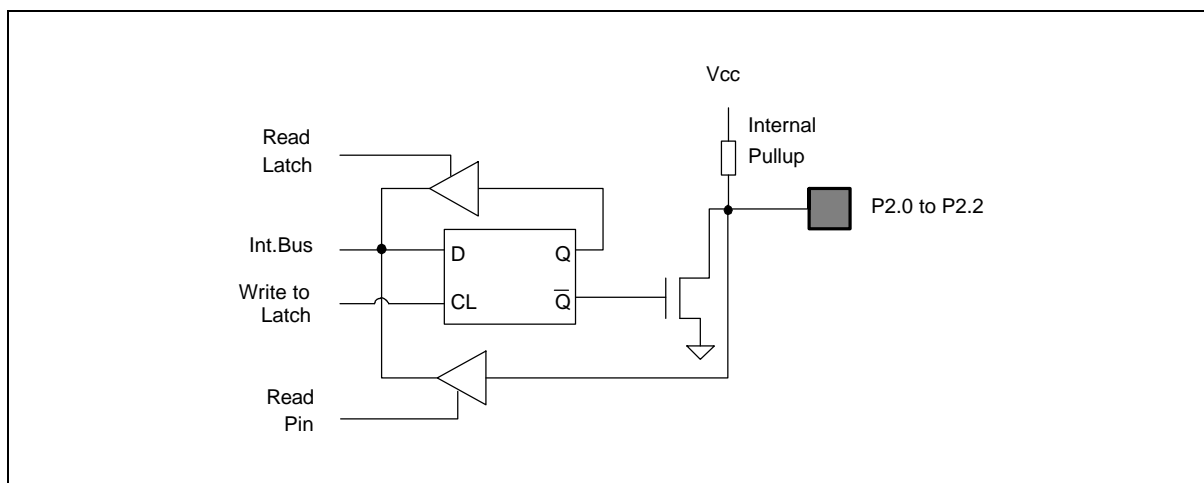 Vcc
Internal
Pullup
Read
Latch
P2.0 to P2.2
Int.Bus
D
Q
Write to
Latch
CL
Q̅
Read
Pin